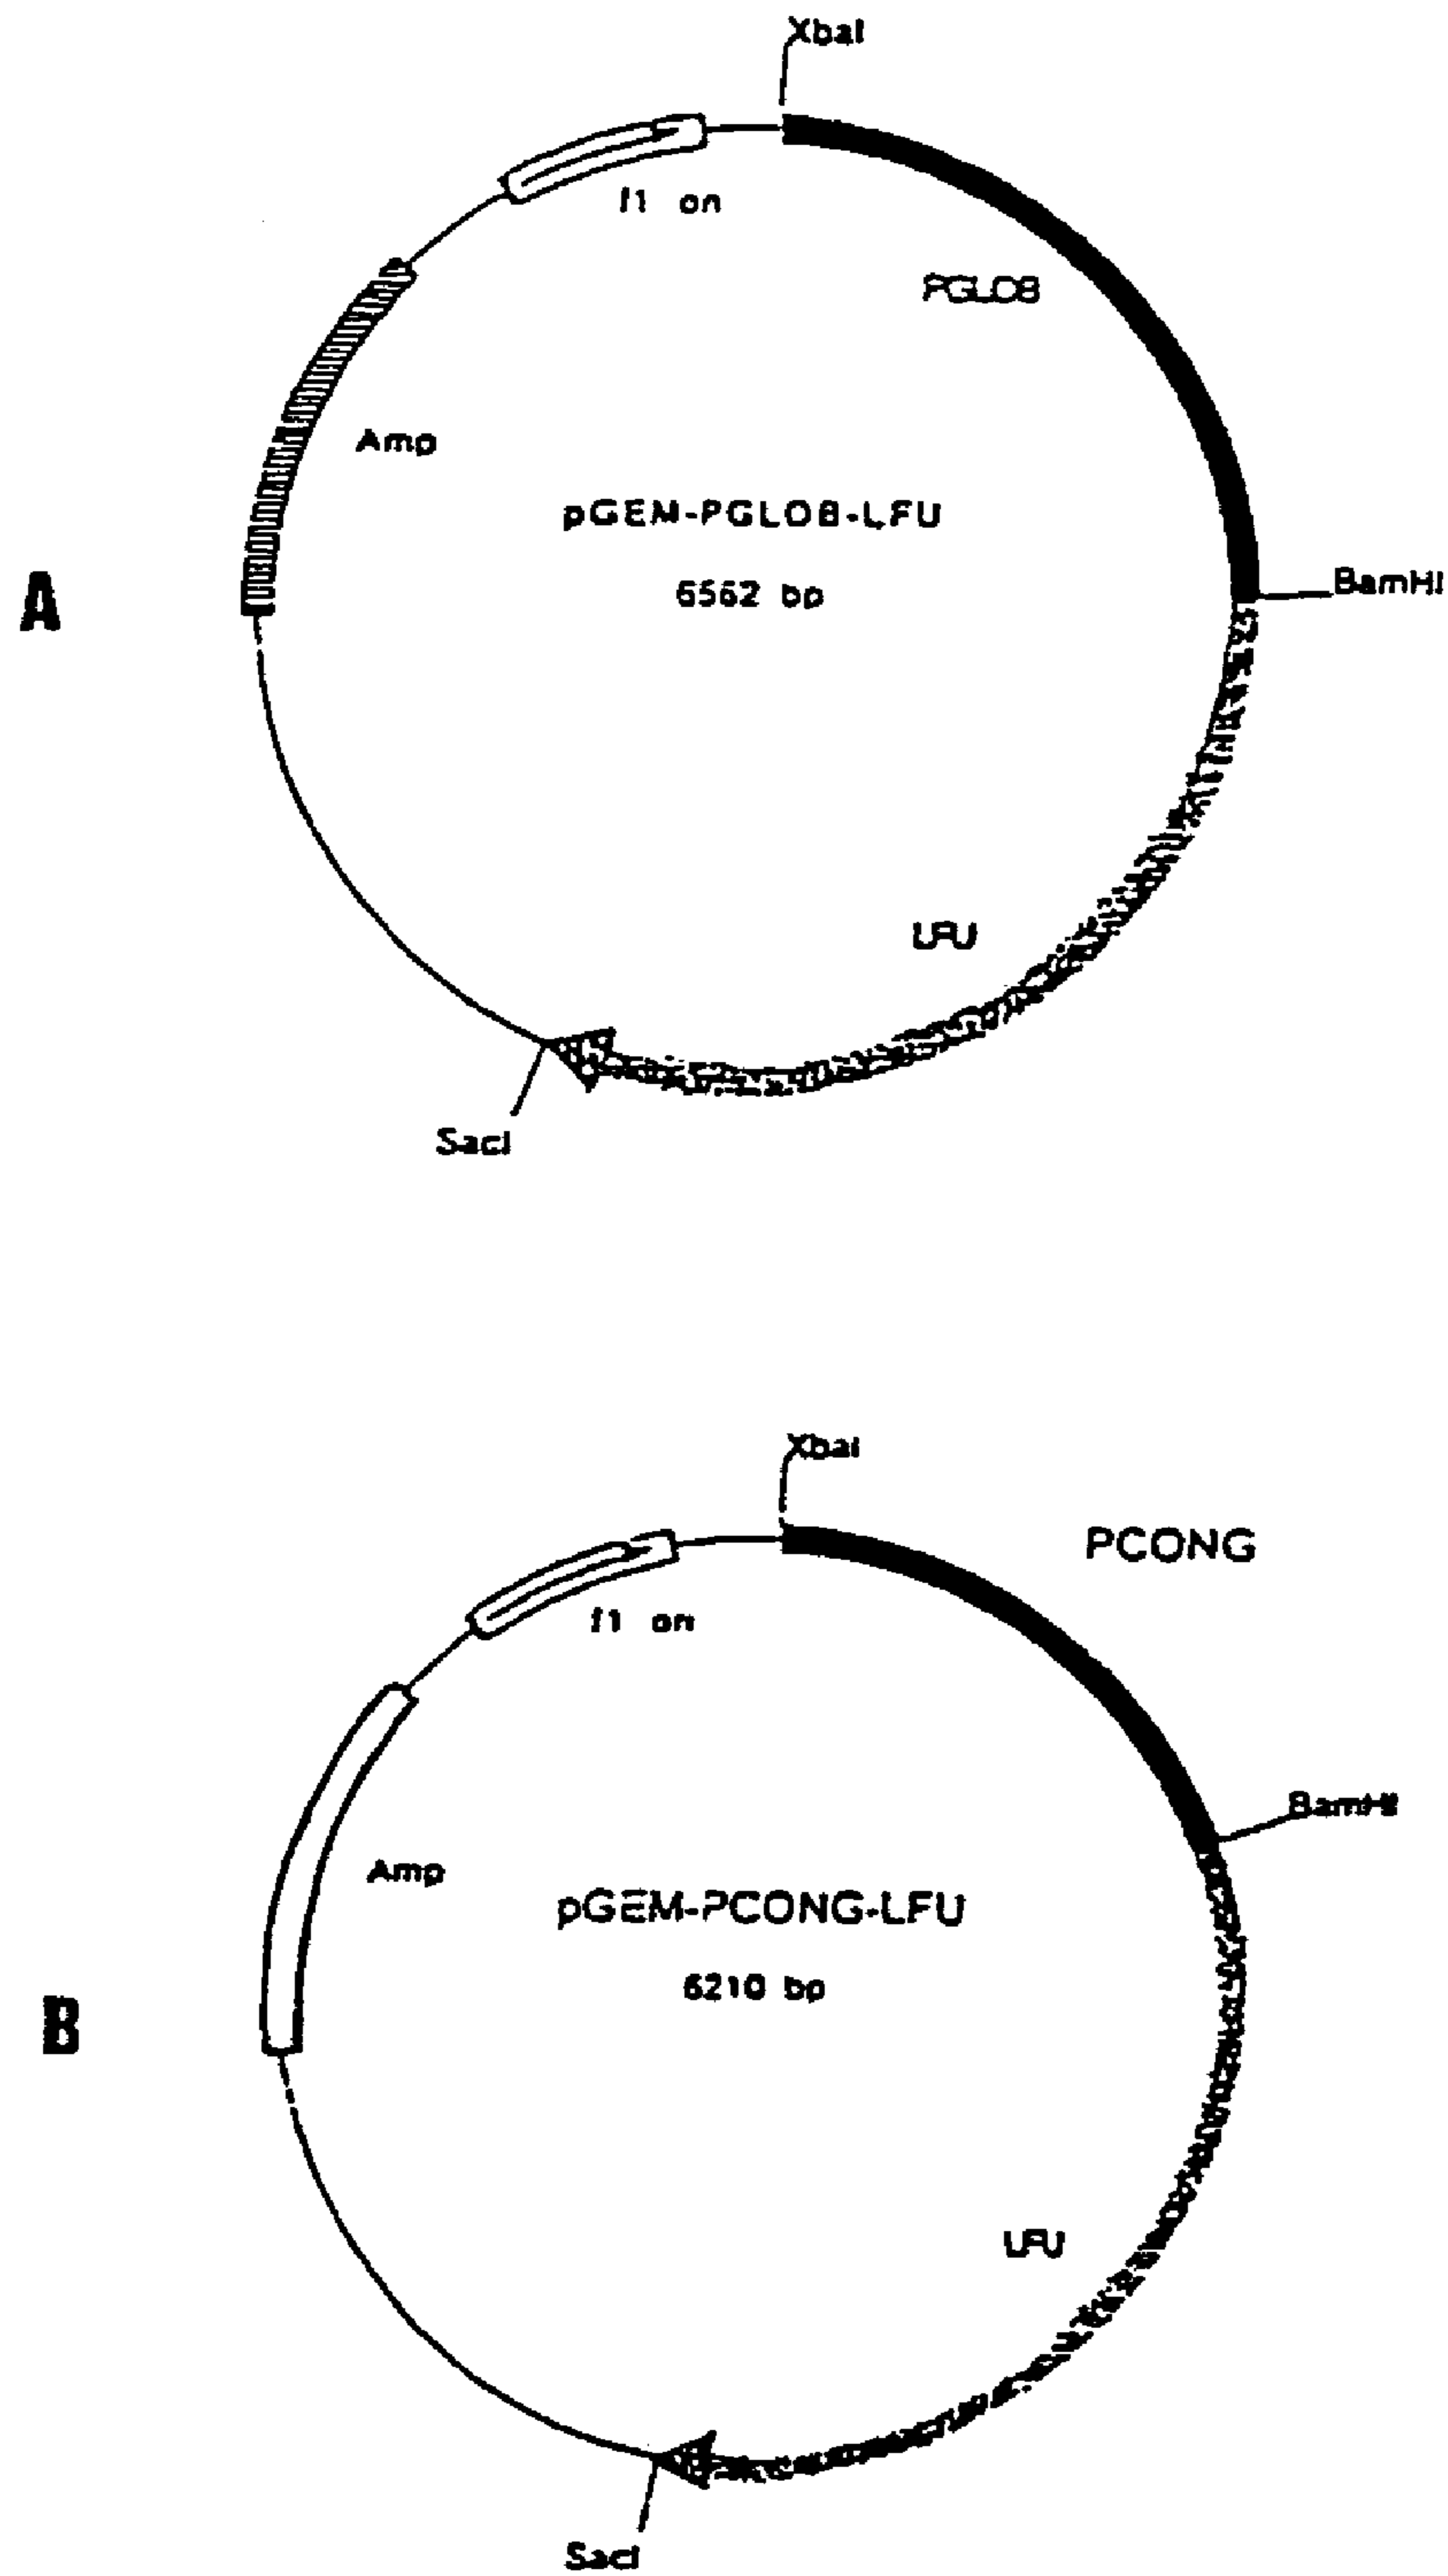 XbaI
f1 ori
PGLOB
Amp
pGEM-PGLOB-LFU
6562 bp
A
BamHI
LFU
SacI
XbaI
PCONG
f1 ori
BamHI
Amp
pGEM-PCONG-LFU
6210 bp
B
LFU
SacI